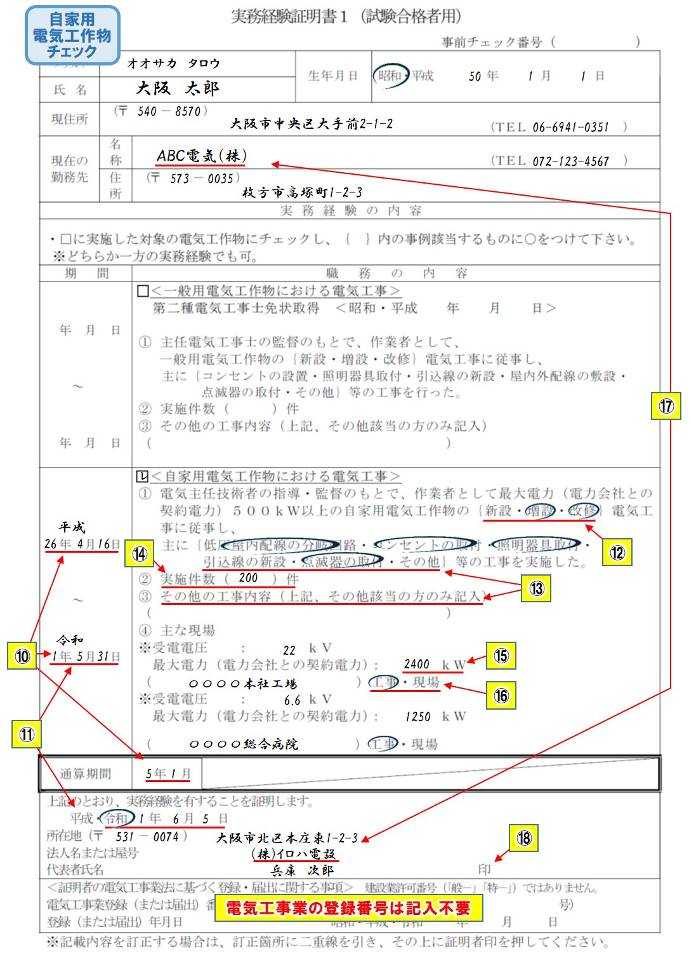 自家用
電気工作物
チェック
実務経験証明書1(試験合格者用)
事前チェック番号( )
オオサカ タロウ
氏名 大阪 太郎 生年月日 昭和・平成 50年 1月 1日
現住所 (〒 540-8570)
大阪市中央区大手前2-1-2 (TEL 06-6941-0351 )
現在の勤務先 名称 ABC電気(株) (TEL 072-123-4567 )
住所 (〒 573-0035)
枚方市高塚町1-2-3
実務経験の内容
・□に実施した対象の電気工作物にチェックし、{ }内の事例該当するものに○をつけて下さい。
※どちらか一方の実務経験でも可。
期間 職務の内容
□<一般用電気工作物における電気工事>
第二種電気工事士免状取得 <昭和・平成 年 月 日>
年 月 日
① 主任電気工事士の監督のもとで、作業者として、
一般用電気工作物の{新設・増設・改修}電気工事に従事し、
主に{コンセントの設置・照明器具取付・引込線の新設・屋内外配線の敷設・
~
点滅器の取付・その他}等の工事を行った。
② 実施件数( )件
③ その他の工事内容(上記、その他該当の方のみ記入)
年 月 日
( )
⑰
<自家用電気工作物における電気工事>
① 電気主任技術者の指導・監督のもとで、作業者として最大電力(電力会社との
契約電力)500kW以上の自家用電気工作物の{新設・増設・改修}電気工
事に従事し、
平成
26年 4月16日
⑫
主に{低圧屋内配線の分岐回路・コンセントの取付・照明器具取付・
引込線の新設・点滅器の取付・その他}等の工事を実施した。
⑭
② 実施件数( 200 )件
⑬
③ その他の工事内容(上記、その他該当の方のみ記入)
~
( )
④ 主な現場
令和
1年 5月31日
⑩
※受電電圧 : 22 kV
最大電力(電力会社との契約電力): 2400 kW
⑮
( 〇〇〇〇本社工場 )工事・現場
⑯
※受電電圧 : 6.6 kV
最大電力(電力会社との契約電力): 1250 kW
⑪
( 〇〇〇〇総合病院 )工事・現場
通算期間 5年1月
上記のとおり、実務経験を有することを証明します。
平成・令和 1年 6月 5日
所在地(〒 531-0074) 大阪市北区本庄東1-2-3
法人名または屋号 (株)イロハ電設
代表者氏名 兵庫 次郎 印
⑱
<証明者の電気工事業法に基づく登録・届出に関する事項> 建設業許可番号(「般-」「特-」)ではありません。
電気工事業登録(または届出)番 号)
電気工事業の登録番号は記入不要
登録(または届出)年月日 昭和・平成・令和 年 月 日
※記載内容を訂正する場合は、訂正箇所に二重線を引き、その上に証明者印を押してください。